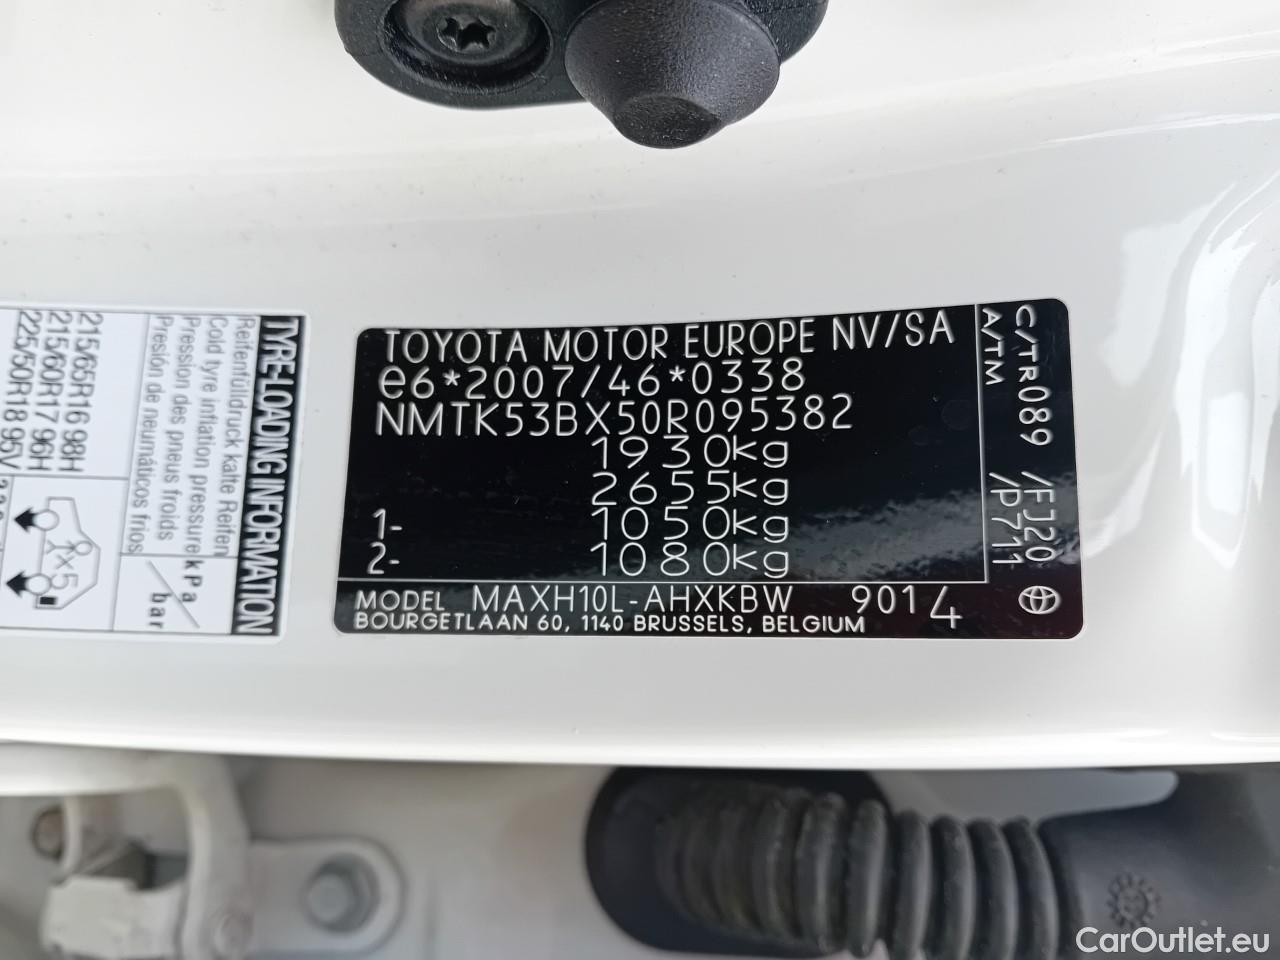 TYRE-LOADING INFORMATION
Reifenfülldruck kalte Reifen
Cold tyre inflation pressure
Pression des pneus froids
Presión de neumáticos fríos
kPa/
bar
215/65R16 98H
215/60R17 96H
225/50R18 95V
x5
TOYOTA MOTOR EUROPE NV/SA
e6*2007/46*0338
NMTK53BX50R095382
1930kg
2655kg
1- 1050kg
2- 1080kg
C/TR089 /FJ20
A/TM /P711
MODEL MAXH10L-AHXKBW 9014
BOURGETLAAN 60, 1140 BRUSSELS, BELGIUM
CarOutlet.eu